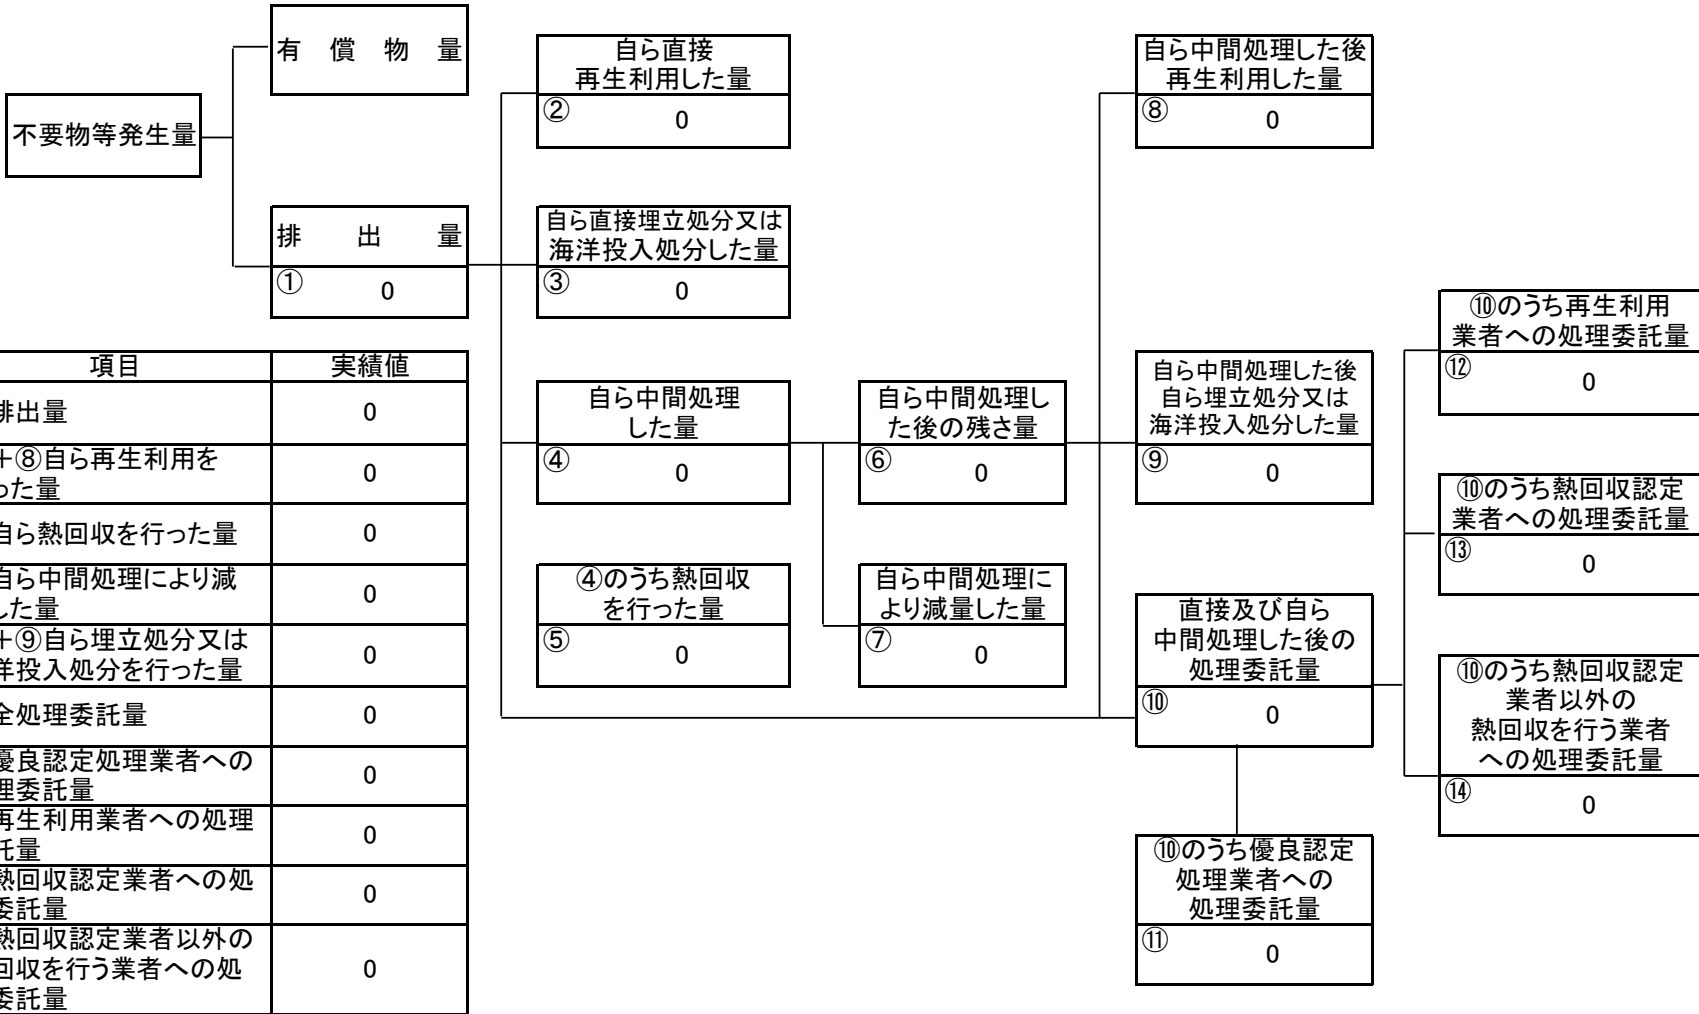 不要物等発生量
有償物量
排出量
① 0
自ら直接
再生利用した量
② 0
自ら直接埋立処分又は
海洋投入処分した量
③ 0
自ら中間処理
した量
④ 0
④のうち熱回収
を行った量
⑤ 0
自ら中間処理し
た後の残さ量
⑥ 0
自ら中間処理に
より減量した量
⑦ 0
自ら中間処理した後
再生利用した量
⑧ 0
自ら中間処理した後
自ら埋立処分又は
海洋投入処分した量
⑨ 0
直接及び自ら
中間処理した後の
処理委託量
⑩ 0
⑩のうち優良認定
処理業者への
処理委託量
⑪ 0
⑩のうち再生利用
業者への処理委託量
⑫ 0
⑩のうち熱回収認定
業者への処理委託量
⑬ 0
⑩のうち熱回収認定
業者以外の
熱回収を行う業者
への処理委託量
⑭ 0
項目 実績値
排出量 0
+⑧自ら再生利用を
った量 0
自ら熱回収を行った量 0
自ら中間処理により減
した量 0
+⑨自ら埋立処分又は
洋投入処分を行った量 0
全処理委託量 0
優良認定処理業者への
理委託量 0
再生利用業者への処理
託量 0
熱回収認定業者への処
委託量 0
熱回収認定業者以外の
回収を行う業者への処
委託量 0